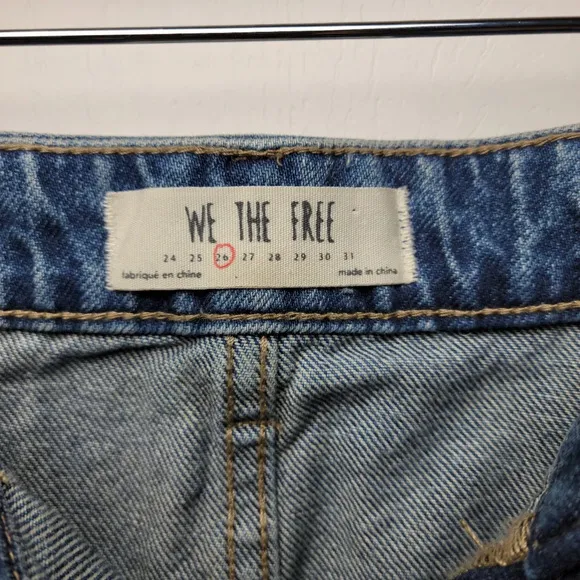 WE THE FREE
24 25 26 27 28 29 30 31
fabriqué en chine made in china